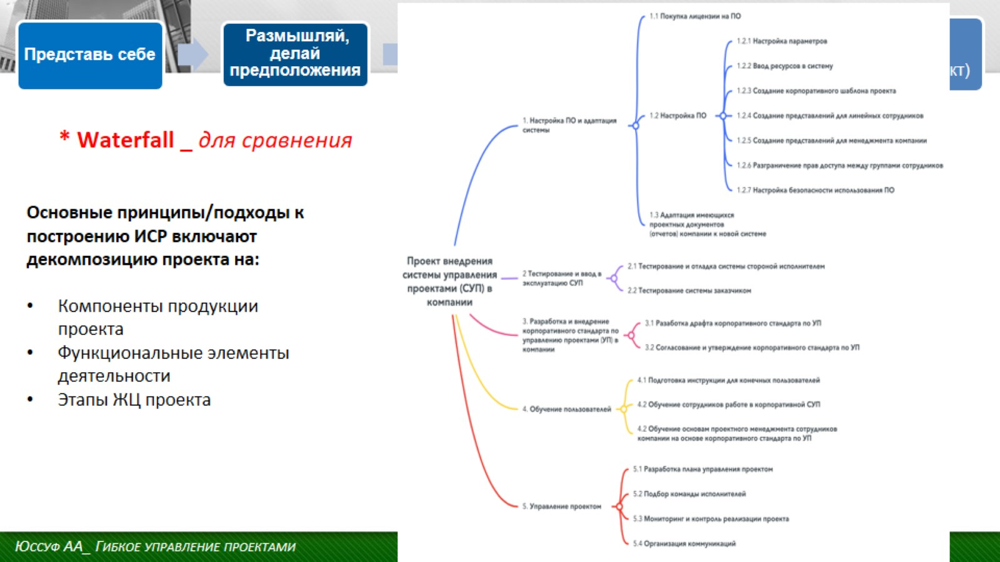 Представь себе
Размышляй,
делай
предположения
кт)
* Waterfall _ для сравнения
Основные принципы/подходы к
построению ИСР включают
декомпозицию проекта на:
• Компоненты продукции
проекта
• Функциональные элементы
деятельности
• Этапы ЖЦ проекта
Проект внедрения
системы управления
проектами (СУП) в
компании
1. Настройка ПО и адаптация
системы
1.1 Покупка лицензии на ПО
1.2 Настройка ПО
1.2.1 Настройка параметров
1.2.2 Ввод ресурсов в систему
1.2.3 Создание корпоративного шаблона проекта
1.2.4 Создание представлений для линейных сотрудников
1.2.5 Создание представлений для менеджмента компании
1.2.6 Разграничение прав доступа между группами сотрудников
1.2.7 Настройка безопасности использования ПО
1.3 Адаптация имеющихся
проектных документов
(отчетов) компании к новой системе
2 Тестирование и ввод в
эксплуатацию СУП
2.1 Тестирование и отладка системы стороной исполнителем
2.2 Тестирование системы заказчиком
3. Разработка и внедрение
корпоративного стандарта по
управлению проектами (УП) в
компании
3.1 Разаботка драфта корпоративного стандарта по УП
3.2 Согласование и утверждение корпоративного стандарта по УП
4. Обучение пользователей
4.1 Подготовка инструкции для конечных пользователей
4.2 Обучение сотрудников работе в корпоративной СУП
4.2 Обучение основам проектного менеджмента сотрудников
компании на основе корпоративного стандарта по УП
5. Управление проектом
5.1 Разработка плана управления проектом
5.2 Подбор команды исполнителей
5.3 Мониторинг и контроль реализации проекта
5.4 Организация коммуникаций
Юссуф АА_ Гибкое управление проектами